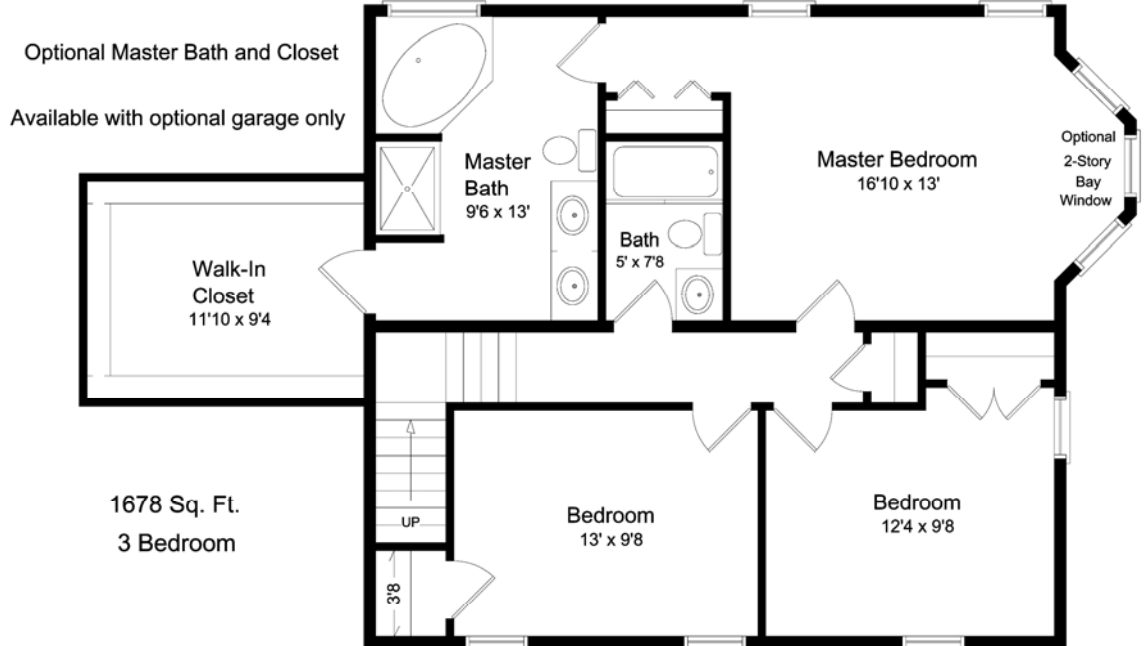 Optional Master Bath and Closet
Available with optional garage only
Master
Bath
9'6 x 13'
Master Bedroom
16'10 x 13'
Optional
2-Story
Bay
Window
Bath
5' x 7'8
Walk-In
Closet
11'10 x 9'4
1678 Sq. Ft.
3 Bedroom
UP
3'8
Bedroom
13' x 9'8
Bedroom
12'4 x 9'8